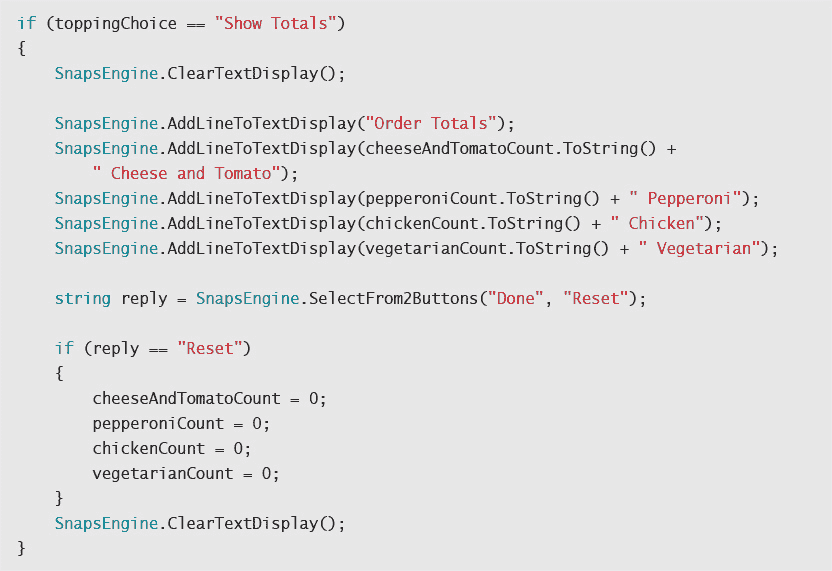 if (toppingChoice == "Show Totals")
{
    SnapsEngine.ClearTextDisplay();

    SnapsEngine.AddLineToTextDisplay("Order Totals");
    SnapsEngine.AddLineToTextDisplay(cheeseAndTomatoCount.ToString() +
        " Cheese and Tomato");
    SnapsEngine.AddLineToTextDisplay(pepperoniCount.ToString() + " Pepperoni");
    SnapsEngine.AddLineToTextDisplay(chickenCount.ToString() + " Chicken");
    SnapsEngine.AddLineToTextDisplay(vegetarianCount.ToString() + " Vegetarian");

    string reply = SnapsEngine.SelectFrom2Buttons("Done", "Reset");

    if (reply == "Reset")
    {
        cheeseAndTomatoCount = 0;
        pepperoniCount = 0;
        chickenCount = 0;
        vegetarianCount = 0;
    }
    SnapsEngine.ClearTextDisplay();
}